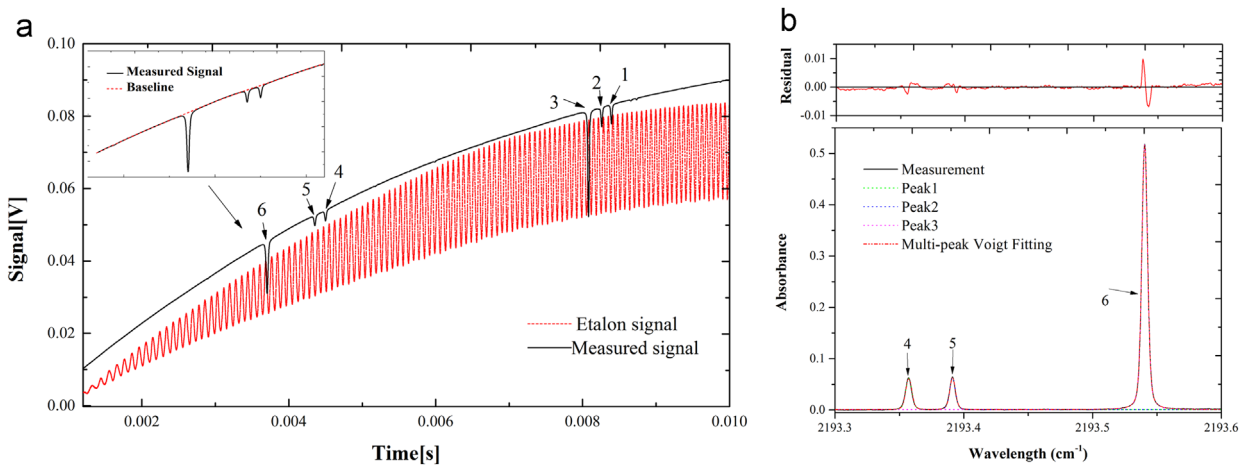 a
b
0.10
0.08
0.06
0.04
0.02
0.00
Signal[V]
Measured Signal
Baseline
6
5
4
3
2
1
Etalon signal
Measured signal
0.002
0.004
0.006
0.008
0.010
Time[s]
0.01
0.00
-0.01
Residual
0.5
0.4
0.3
0.2
0.1
0.0
Absorbance
Measurement
Peak1
Peak2
Peak3
Multi-peak Voigt Fitting
6
4
5
2193.3
2193.4
2193.5
2193.6
Wavelength (cm⁻¹)